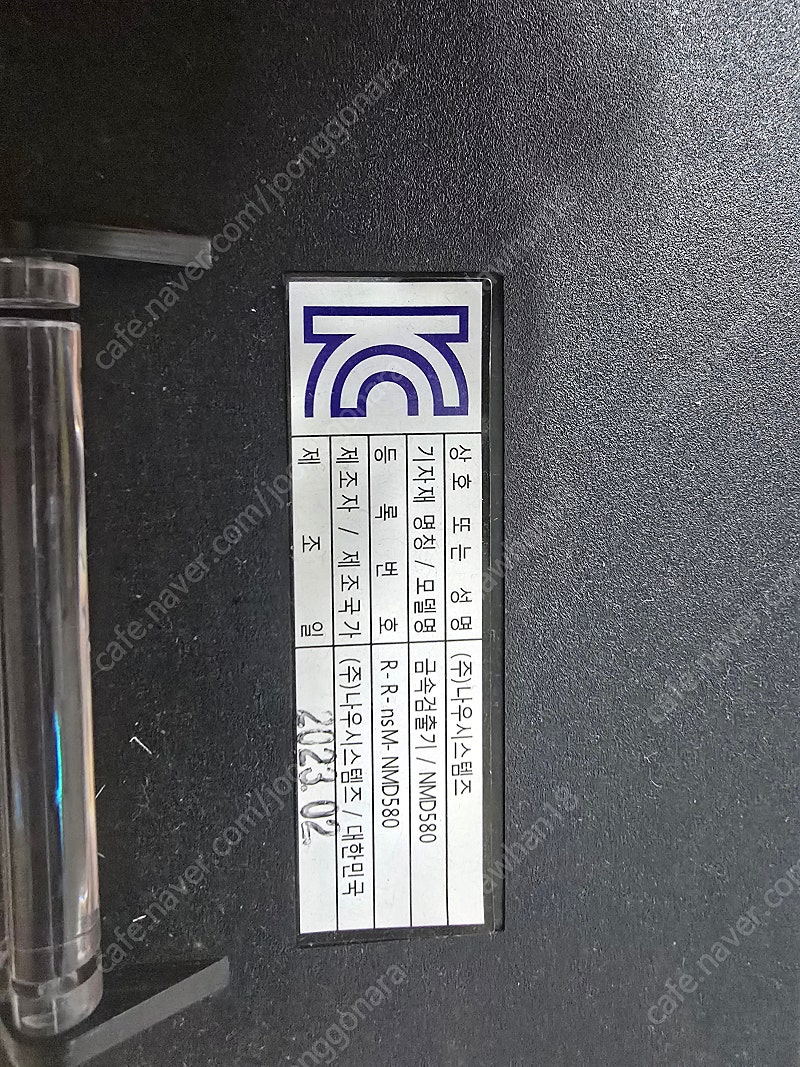 상호 또는 성명 (주)나우시스템즈
기자재 명칭 / 모델명 금속검출기 / NMD580
등록번호 R-R-nsM-NMD580
제조자 / 제조국가 (주)나우시스템즈 / 대한민국
제조일 2023.02
cafe.naver.com/joonggonara